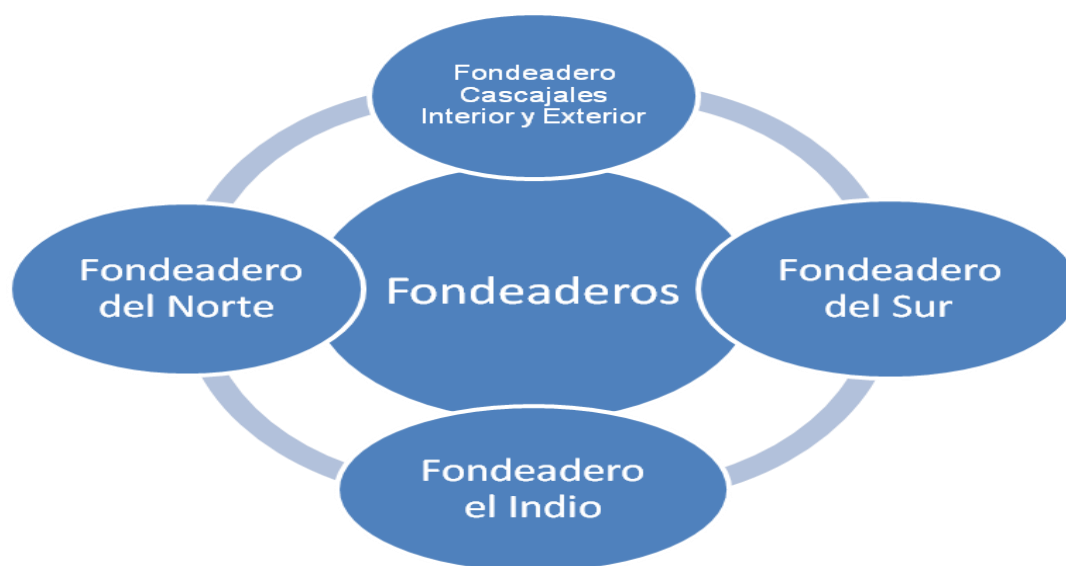 Fondeadero
Cascajales
Interior y Exterior
Fondeadero
del Norte
Fondeaderos
Fondeadero
del Sur
Fondeadero
el Indio